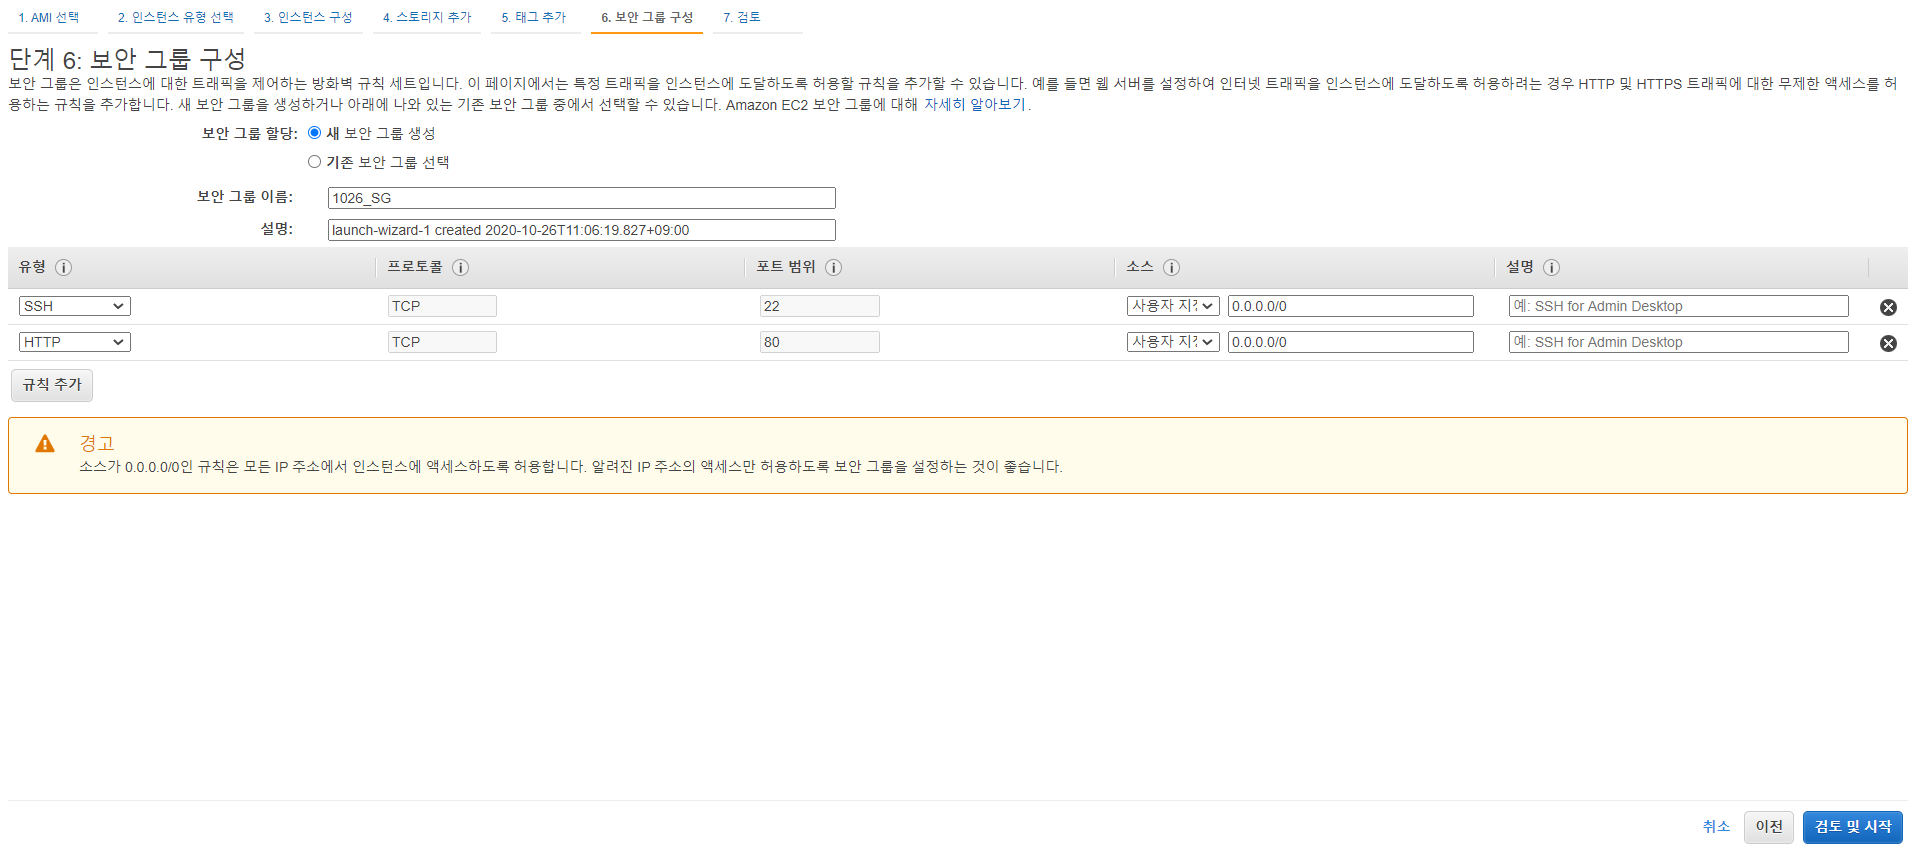 1. AMI 선택 2. 인스턴스 유형 선택 3. 인스턴스 구성 4. 스토리지 추가 5. 태그 추가 6. 보안 그룹 구성 7. 검토
단계 6: 보안 그룹 구성
보안 그룹은 인스턴스에 대한 트래픽을 제어하는 방화벽 규칙 세트입니다. 이 페이지에서는 특정 트래픽을 인스턴스에 도달하도록 허용할 규칙을 추가할 수 있습니다. 예를 들면 웹 서버를 설정하여 인터넷 트래픽을 인스턴스에 도달하도록 허용하려는 경우 HTTP 및 HTTPS 트래픽에 대한 무제한 액세스를 허
용하는 규칙을 추가합니다. 새 보안 그룹을 생성하거나 아래에 나와 있는 기존 보안 그룹 중에서 선택할 수 있습니다. Amazon EC2 보안 그룹에 대해 자세히 알아보기.
보안 그룹 할당: 새 보안 그룹 생성
기존 보안 그룹 선택
보안 그룹 이름: 1026_SG
설명: launch-wizard-1 created 2020-10-26T11:06:19.827+09:00
유형 프로토콜 포트 범위 소스 설명
SSH TCP 22 사용자 0.0.0.0/0 예: SSH for Admin Desktop
HTTP TCP 80 사용자 0.0.0.0/0 예: SSH for Admin Desktop
규칙 추가
경고
소스가 0.0.0.0/0인 규칙은 모든 IP 주소에서 인스턴스에 액세스하도록 허용합니다. 알려진 IP 주소의 액세스만 허용하도록 보안 그룹을 설정하는 것이 좋습니다.
취소 이전 검토 및 시작